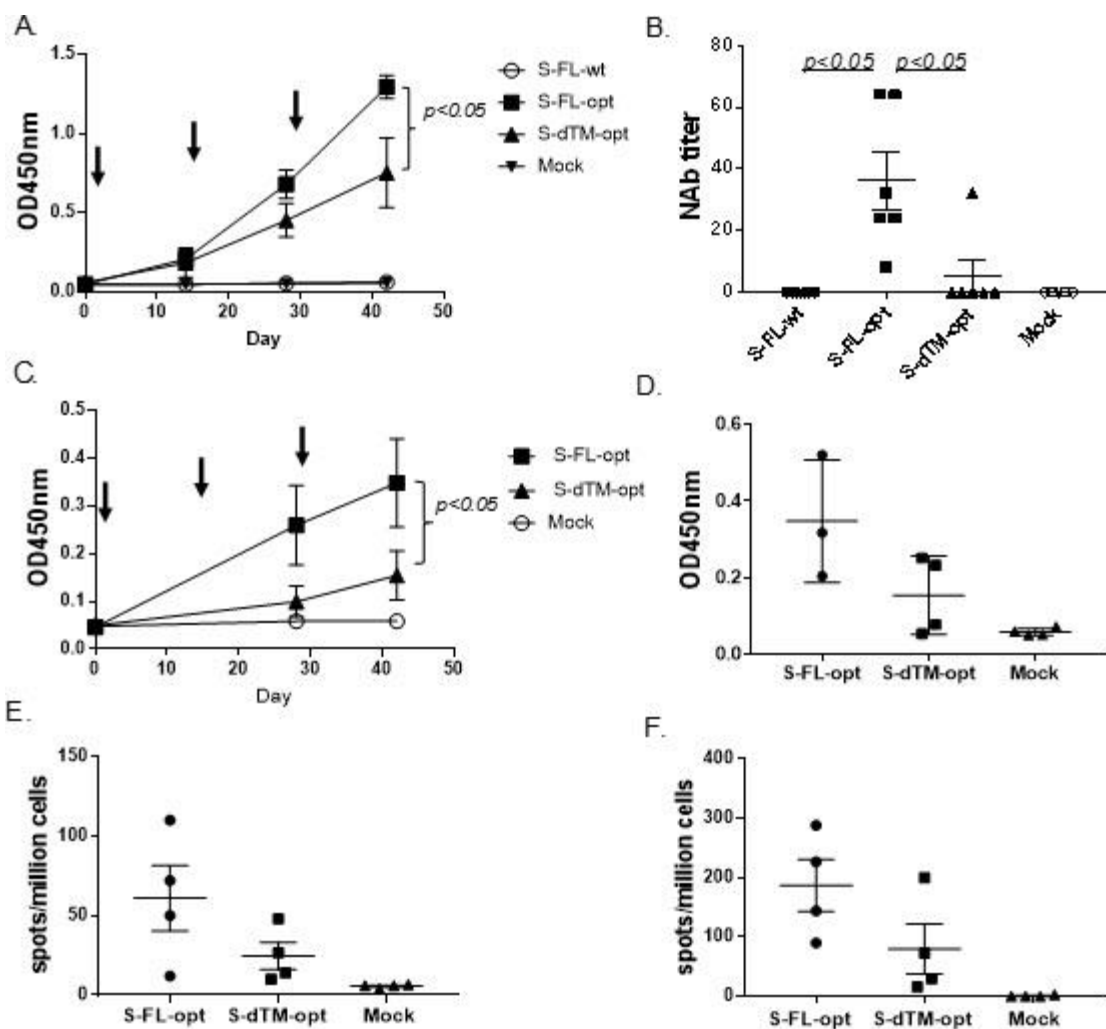 A.
OD450nm
1.5
1.0
0.5
0.0
0 10 20 30 40 50
Day
S-FL-wt
S-FL-opt
S-dTM-opt
Mock
p<0.05
B.
NAb titer
80
60
40
20
0
p<0.05 p<0.05
S-FL-wt
S-FL-opt
S-dTM-opt
Mock
C.
OD450nm
0.5
0.4
0.3
0.2
0.1
0.0
0 10 20 30 40 50
Day
S-FL-opt
S-dTM-opt
Mock
p<0.05
D.
OD450nm
0.6
0.4
0.2
0.0
S-FL-opt S-dTM-opt Mock
E.
spots/million cells
150
100
50
0
S-FL-opt S-dTM-opt Mock
F.
spots/million cells
400
300
200
100
0
S-FL-opt S-dTM-opt Mock